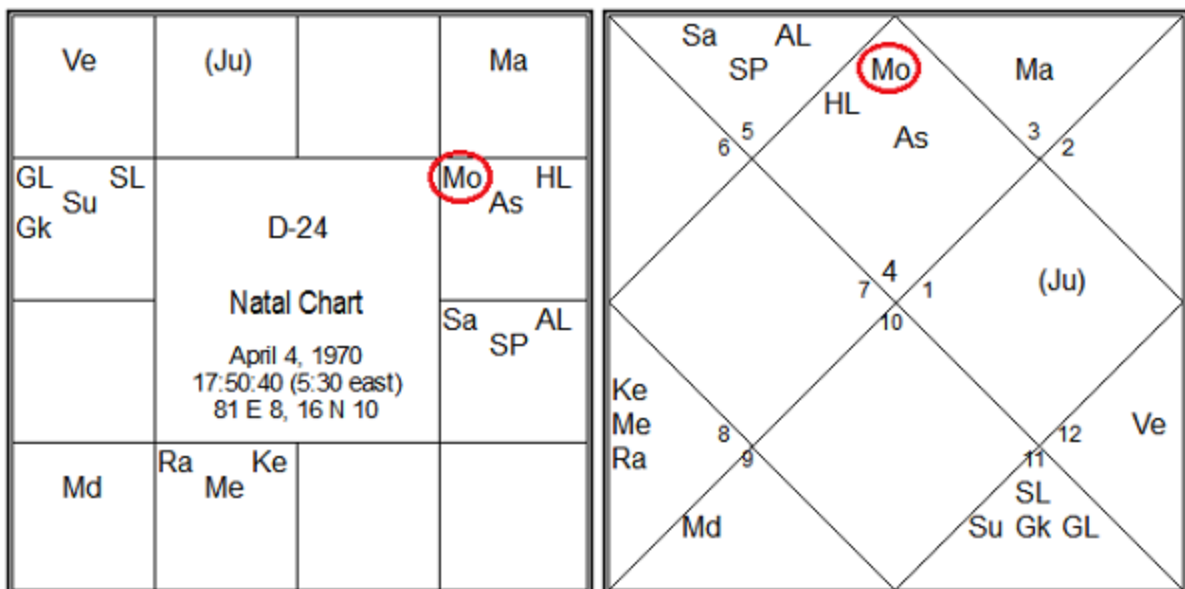 Ve
(Ju)
Ma
GL SL
Su
Gk
Mo HL
As
D-24
Natal Chart
April 4, 1970
17:50:40 (5:30 east)
81 E 8, 16 N 10
Sa AL
SP
Md
Ra Ke
Me
Sa AL
SP
Mo
HL
As
Ma
5
6
3
2
4
7
1
10
(Ju)
Ke
Me
Ra
8
9
12
11
Ve
Md
SL
Su Gk GL